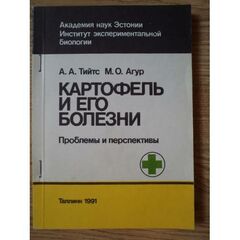 Академия наук Эстонии
Институт экспериментальной
биологии
А. А. Тийтс М. О. Агур
КАРТОФЕЛЬ
И ЕГО
БОЛЕЗНИ
Проблемы и перспективы
Таллинн 1991